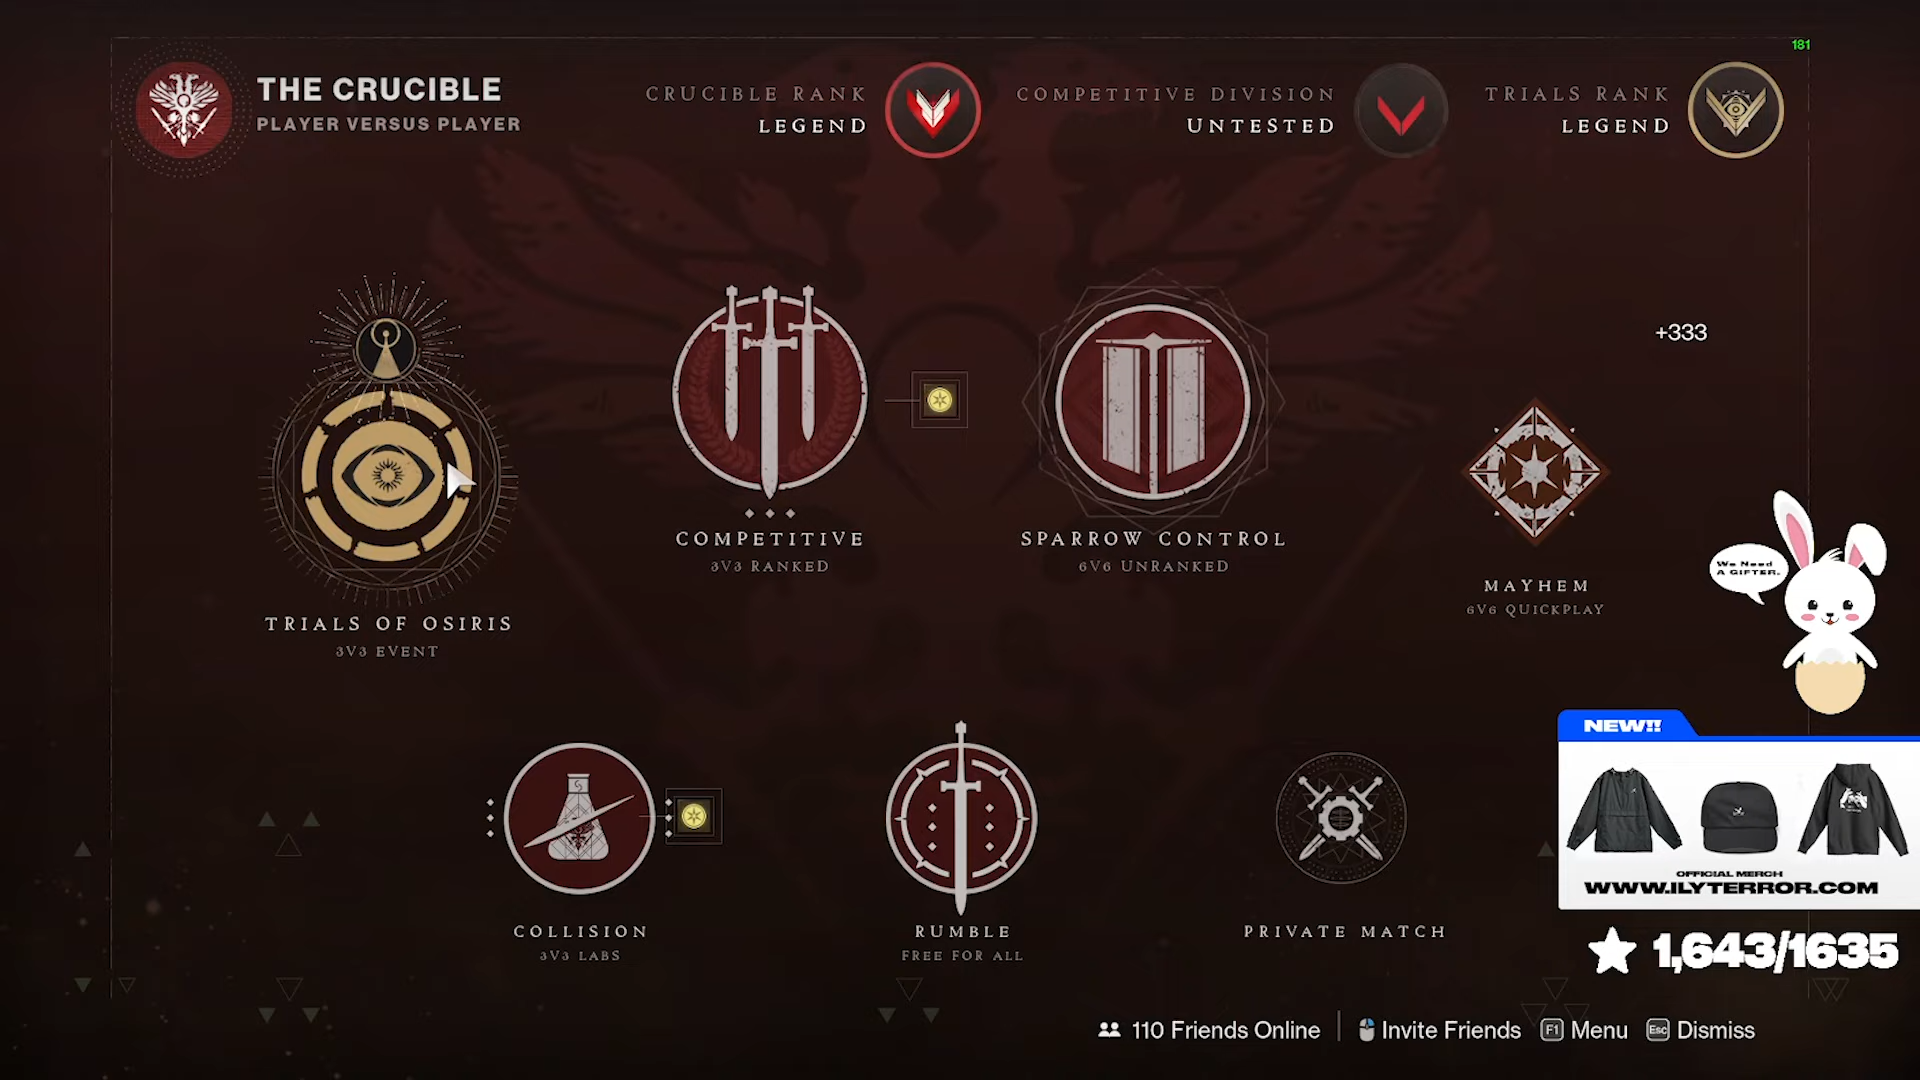 181
THE CRUCIBLE
PLAYER VERSUS PLAYER
CRUCIBLE RANK
LEGEND
COMPETITIVE DIVISION
UNTESTED
TRIALS RANK
LEGEND
+333
COMPETITIVE
3V3 RANKED
SPARROW CONTROL
6V6 UNRANKED
MAYHEM
6V6 QUICKPLAY
We Need
A GIFTER.
TRIALS OF OSIRIS
3V3 EVENT
NEW!!
OFFICIAL MERCH
WWW.ILYTERROR.COM
COLLISION
3V3 LABS
RUMBLE
FREE FOR ALL
PRIVATE MATCH
1,643/1635
110 Friends Online
Invite Friends
F1 Menu
Esc Dismiss